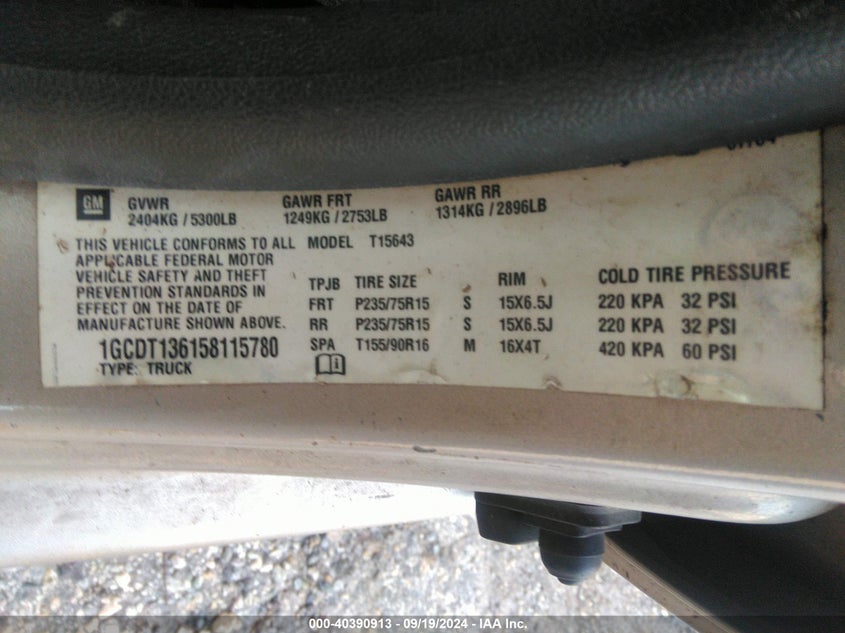 GM
GVWR GAWR FRT GAWR RR
2404KG / 5300LB 1249KG / 2753LB 1314KG / 2896LB
THIS VEHICLE CONFORMS TO ALL
APPLICABLE FEDERAL MOTOR
VEHICLE SAFETY AND THEFT
PREVENTION STANDARDS IN
EFFECT ON THE DATE OF
MANUFACTURE SHOWN ABOVE.
1GCDT136158115780
TYPE: TRUCK
MODEL T15643
TPJB TIRE SIZE RIM COLD TIRE PRESSURE
FRT P235/75R15 S 15X6.5J 220 KPA 32 PSI
RR P235/75R15 S 15X6.5J 220 KPA 32 PSI
SPA T155/90R16 M 16X4T 420 KPA 60 PSI
000-40390913 - 09/19/2024 - IAA Inc.